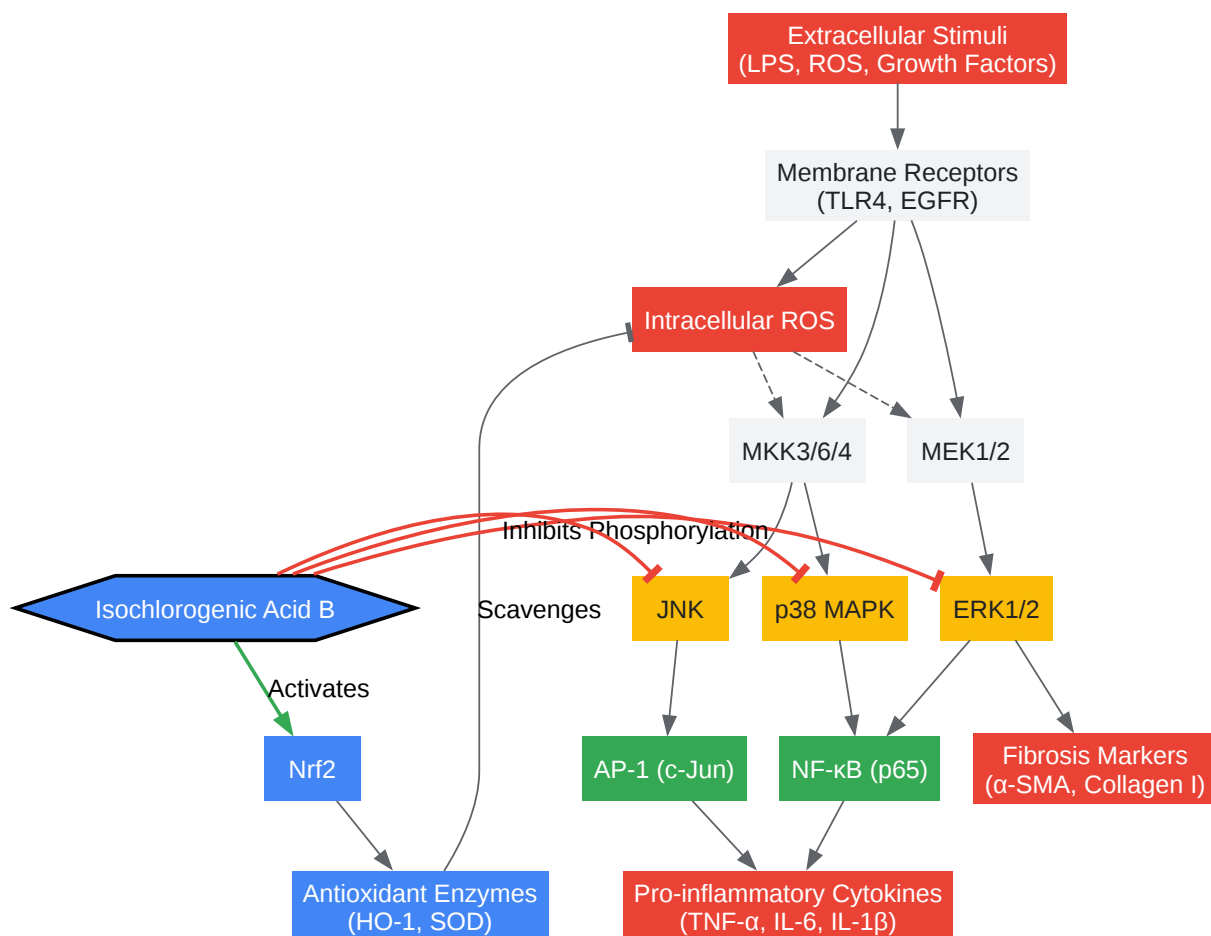 Extracellular Stimuli
(LPS, ROS, Growth Factors)
Membrane Receptors
(TLR4, EGFR)
Intracellular ROS
MKK3/6/4
MEK1/2
Inhibits Phosphorylation
Isochlorogenic Acid B
Scavenges
JNK
p38 MAPK
ERK1/2
Activates
Nrf2
AP-1 (c-Jun)
NF-κB (p65)
Fibrosis Markers
(α-SMA, Collagen I)
Antioxidant Enzymes
(HO-1, SOD)
Pro-inflammatory Cytokines
(TNF-α, IL-6, IL-1β)